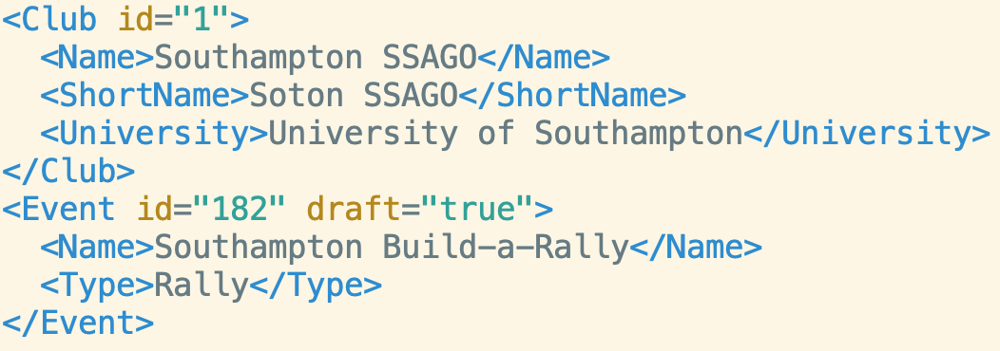 <Club id="1">
  <Name>Southampton SSAGO</Name>
  <ShortName>Soton SSAGO</ShortName>
  <University>University of Southampton</University>
</Club>
<Event id="182" draft="true">
  <Name>Southampton Build-a-Rally</Name>
  <Type>Rally</Type>
</Event>